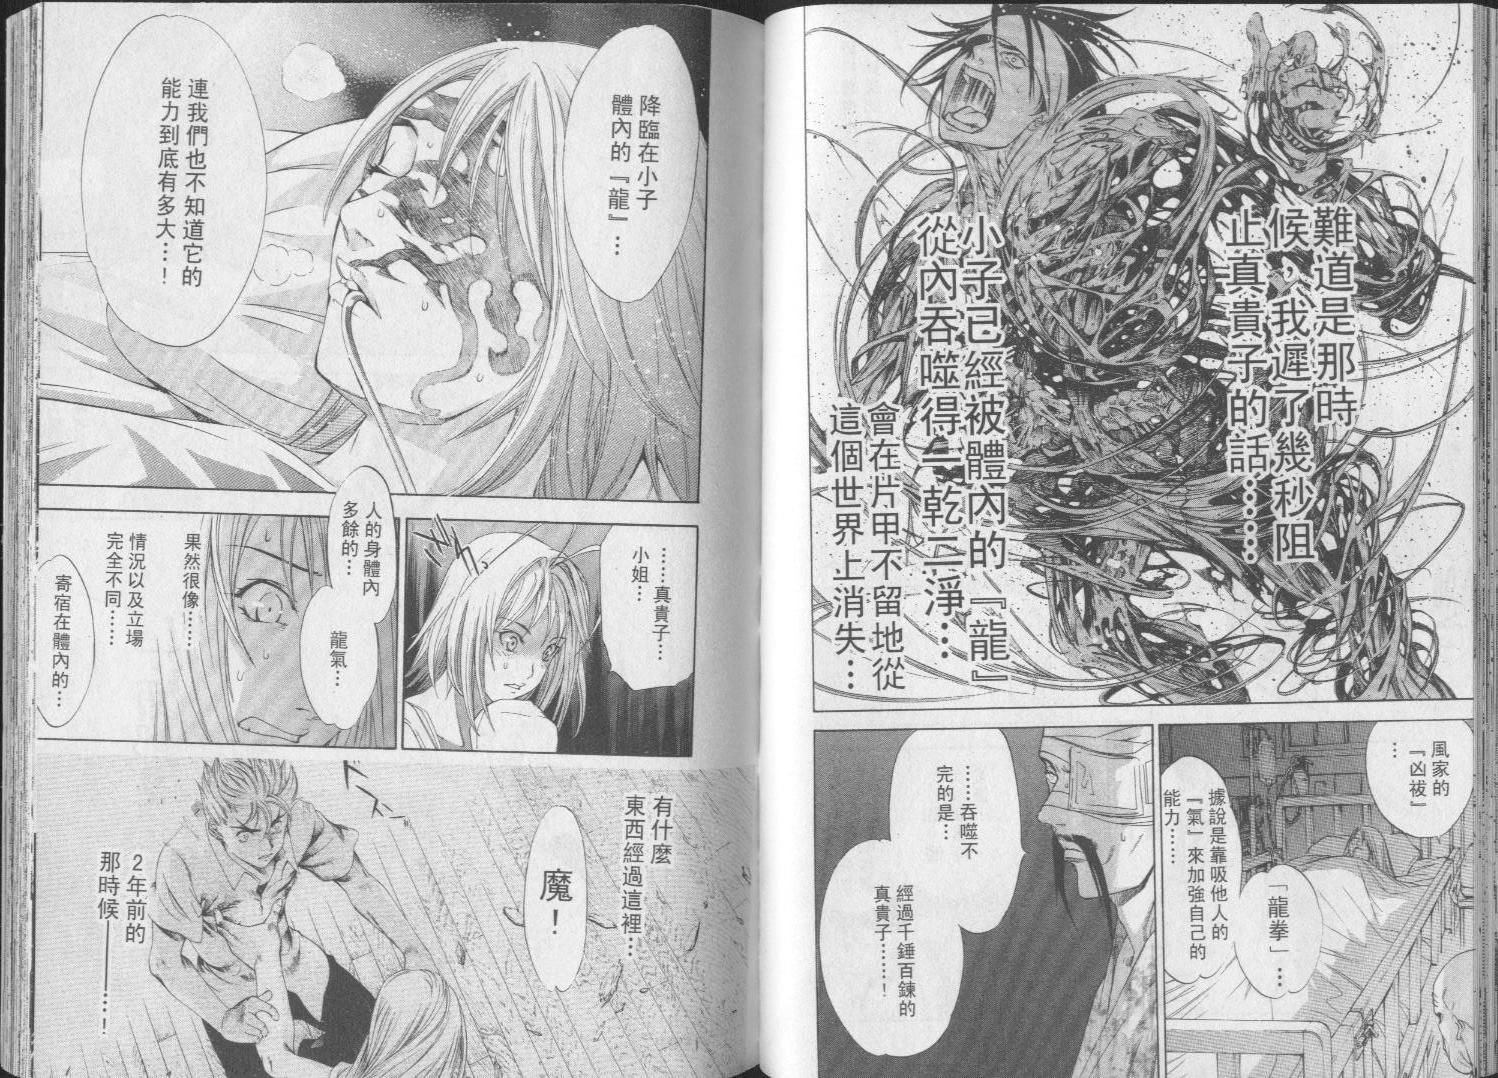 難道是那時
候，我遲了幾秒阻
止真貴子的話………
小子已經被體內的『龍』
從內吞噬得一乾二淨…
會在片甲不留地從
這個世界上消失…
風家的
『凶祓』
…
據說是靠吸他人的
『氣』來加強自己的
能力……
「龍拳」…
……吞噬不
完的是…
經過千錘百鍊的
真貴子……！
降臨在小子
體內的『龍』…
連我們也不知道它的
能力到底有多大…！
……真貴子…
小姐…
人的身體內
多餘的…
龍氣…
果然很像……
情況以及立場
完全不同……
寄宿在體內的…
有什麼
東西經過這裡…
魔！
2年前的
那時候——…！